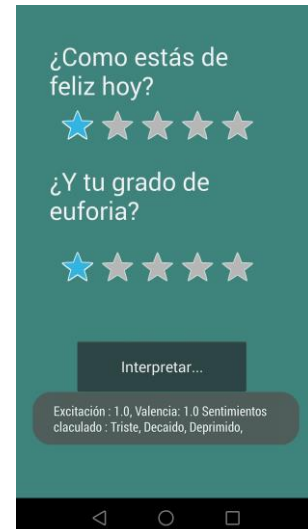 ¿Como estás de
feliz hoy?
¿Y tu grado de
euforia?
Interpretar...
Excitación : 1.0, Valencia: 1.0 Sentimientos
claculado : Triste, Decaido, Deprimido,